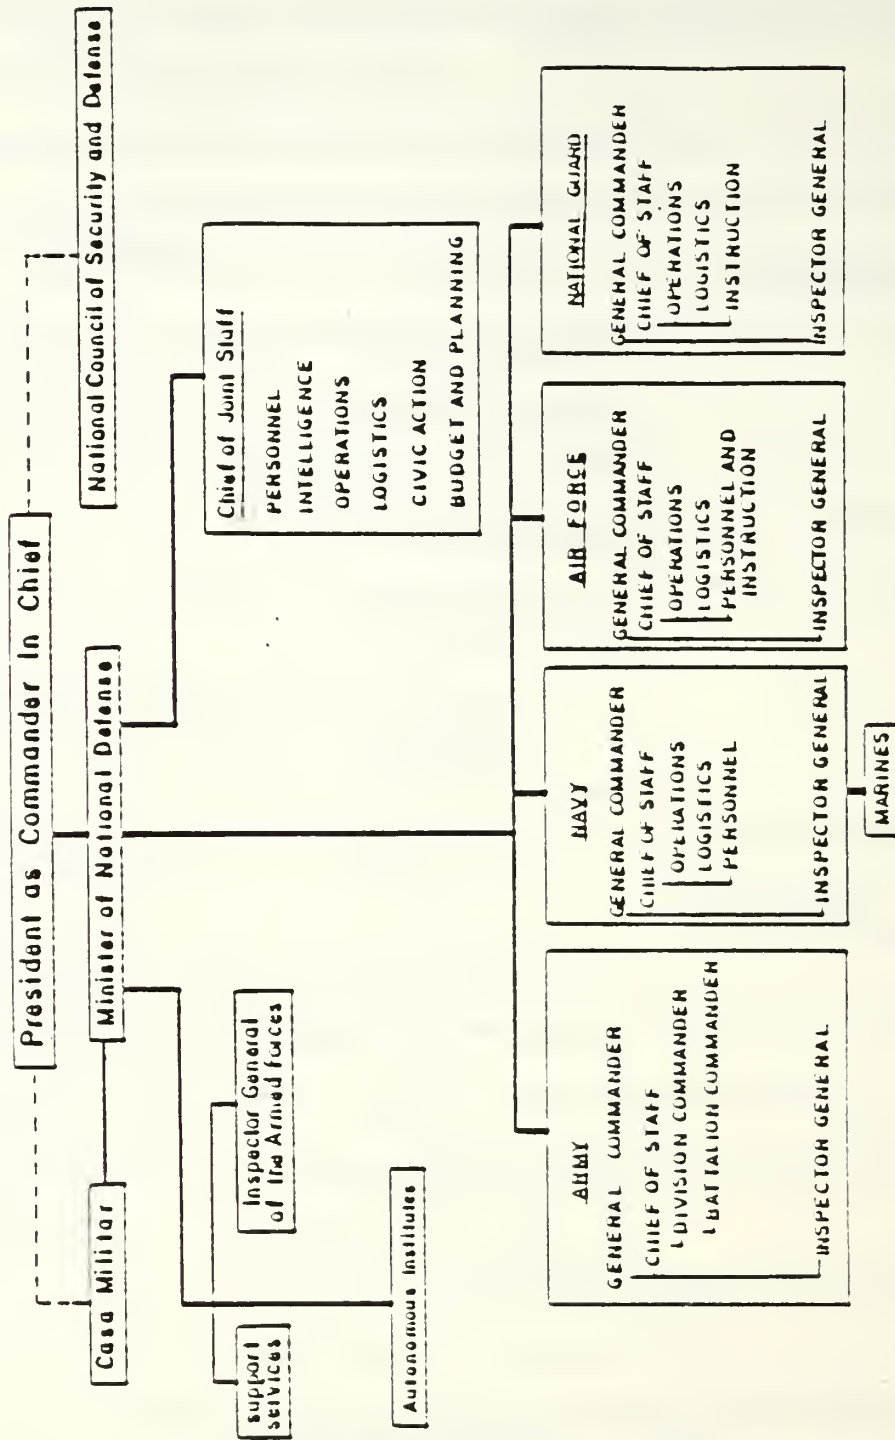 President as Commander In Chief
Casa Militar
Minister of National Defense
National Council of Security and Defense
support
services
Inspector General
of the Armed Forces
Autonomous Institutes
Chief of Joint Staff
PERSONNEL
INTELLIGENCE
OPERATIONS
LOGISTICS
CIVIC ACTION
BUDGET AND PLANNING
ARMY
GENERAL COMMANDER
CHIEF OF STAFF
DIVISION COMMANDER
BATTALION COMMANDER
INSPECTOR GENERAL
NAVY
GENERAL COMMANDER
CHIEF OF STAFF
OPERATIONS
LOGISTICS
PERSONNEL
INSPECTOR GENERAL
MARINES
AIR FORCE
GENERAL COMMANDER
CHIEF OF STAFF
OPERATIONS
LOGISTICS
PERSONNEL AND
INSTRUCTION
INSPECTOR GENERAL
NATIONAL GUARD
GENERAL COMMANDER
CHIEF OF STAFF
OPERATIONS
LOGISTICS
INSTRUCTION
INSPECTOR GENERAL